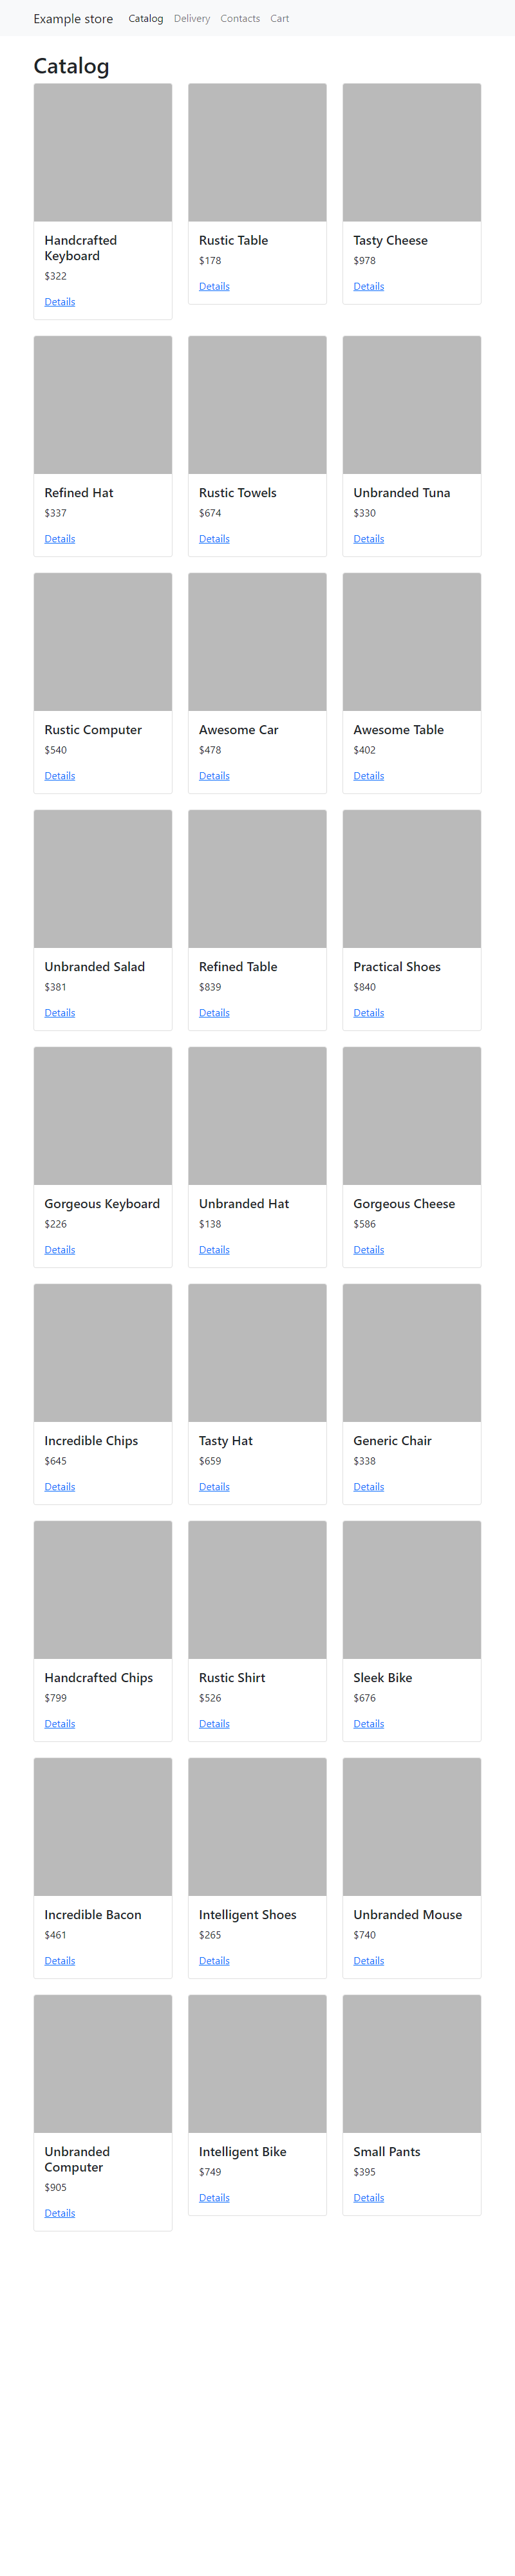 Example store Catalog Delivery Contacts Cart
Catalog
Handcrafted
Keyboard
$322
Details
Rustic Table
$178
Details
Tasty Cheese
$978
Details
Refined Hat
$337
Details
Rustic Towels
$674
Details
Unbranded Tuna
$330
Details
Rustic Computer
$540
Details
Awesome Car
$478
Details
Awesome Table
$402
Details
Unbranded Salad
$381
Details
Refined Table
$839
Details
Practical Shoes
$840
Details
Gorgeous Keyboard
$226
Details
Unbranded Hat
$138
Details
Gorgeous Cheese
$586
Details
Incredible Chips
$645
Details
Tasty Hat
$659
Details
Generic Chair
$338
Details
Handcrafted Chips
$799
Details
Rustic Shirt
$526
Details
Sleek Bike
$676
Details
Incredible Bacon
$461
Details
Intelligent Shoes
$265
Details
Unbranded Mouse
$740
Details
Unbranded
Computer
$905
Details
Intelligent Bike
$749
Details
Small Pants
$395
Details